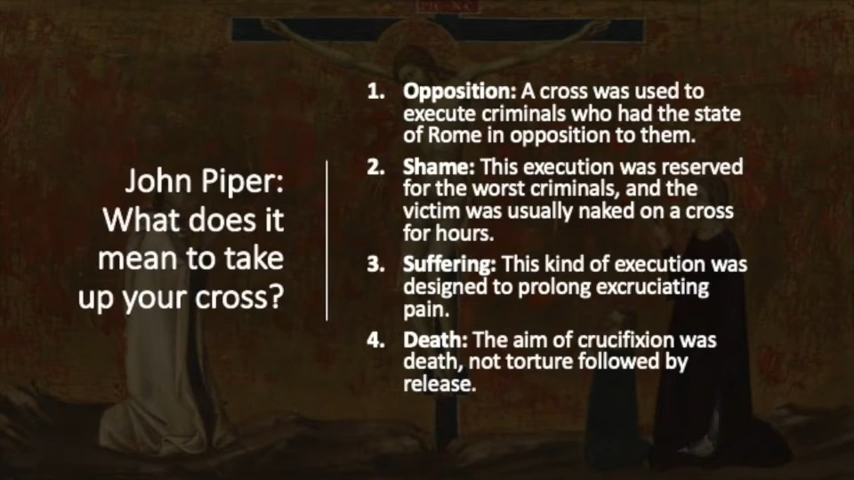 John Piper:
What does it
mean to take
up your cross?
1. Opposition: A cross was used to
execute criminals who had the state
of Rome in opposition to them.
2. Shame: This execution was reserved
for the worst criminals, and the
victim was usually naked on a cross
for hours.
3. Suffering: This kind of execution was
designed to prolong excruciating
pain.
4. Death: The aim of crucifixion was
death, not torture followed by
release.